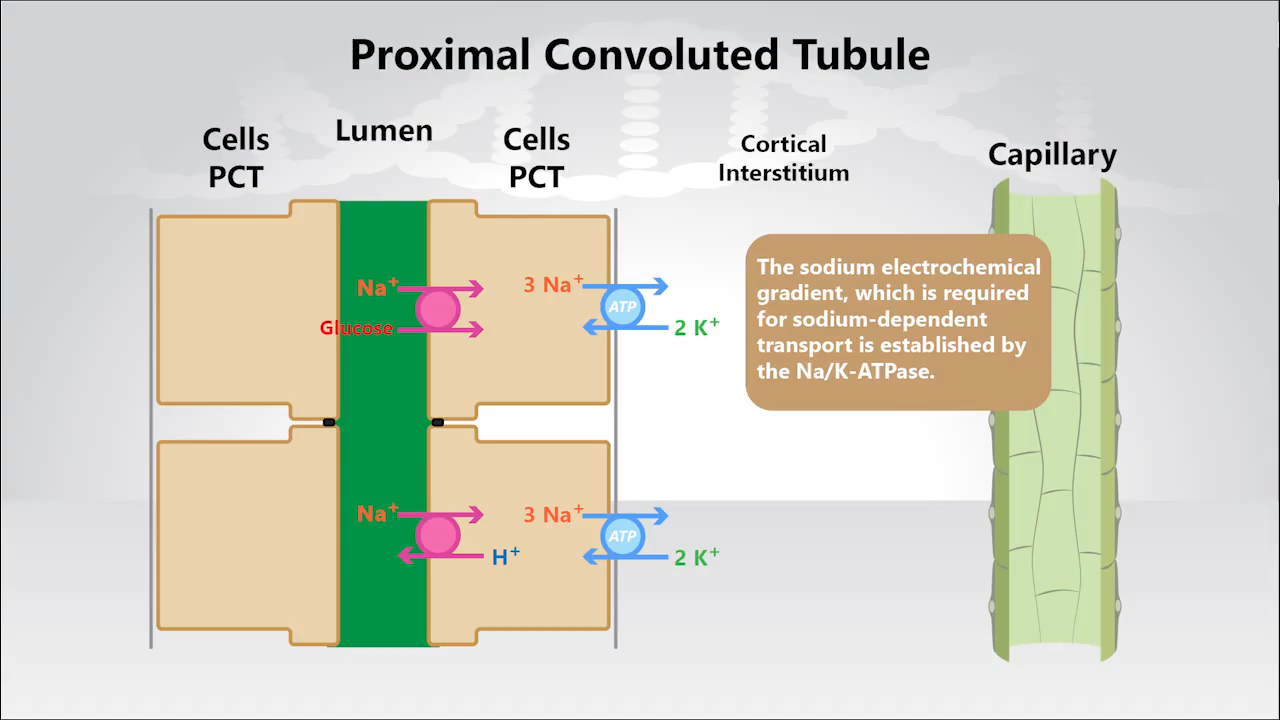 Proximal Convoluted Tubule
Cells
PCT
Lumen
Cells
PCT
Cortical
Interstitium
Capillary
Na⁺
Glucose
3 Na⁺
ATP
2 K⁺
The sodium electrochemical
gradient, which is required
for sodium-dependent
transport is established by
the Na/K-ATPase.
Na⁺
H⁺
3 Na⁺
ATP
2 K⁺